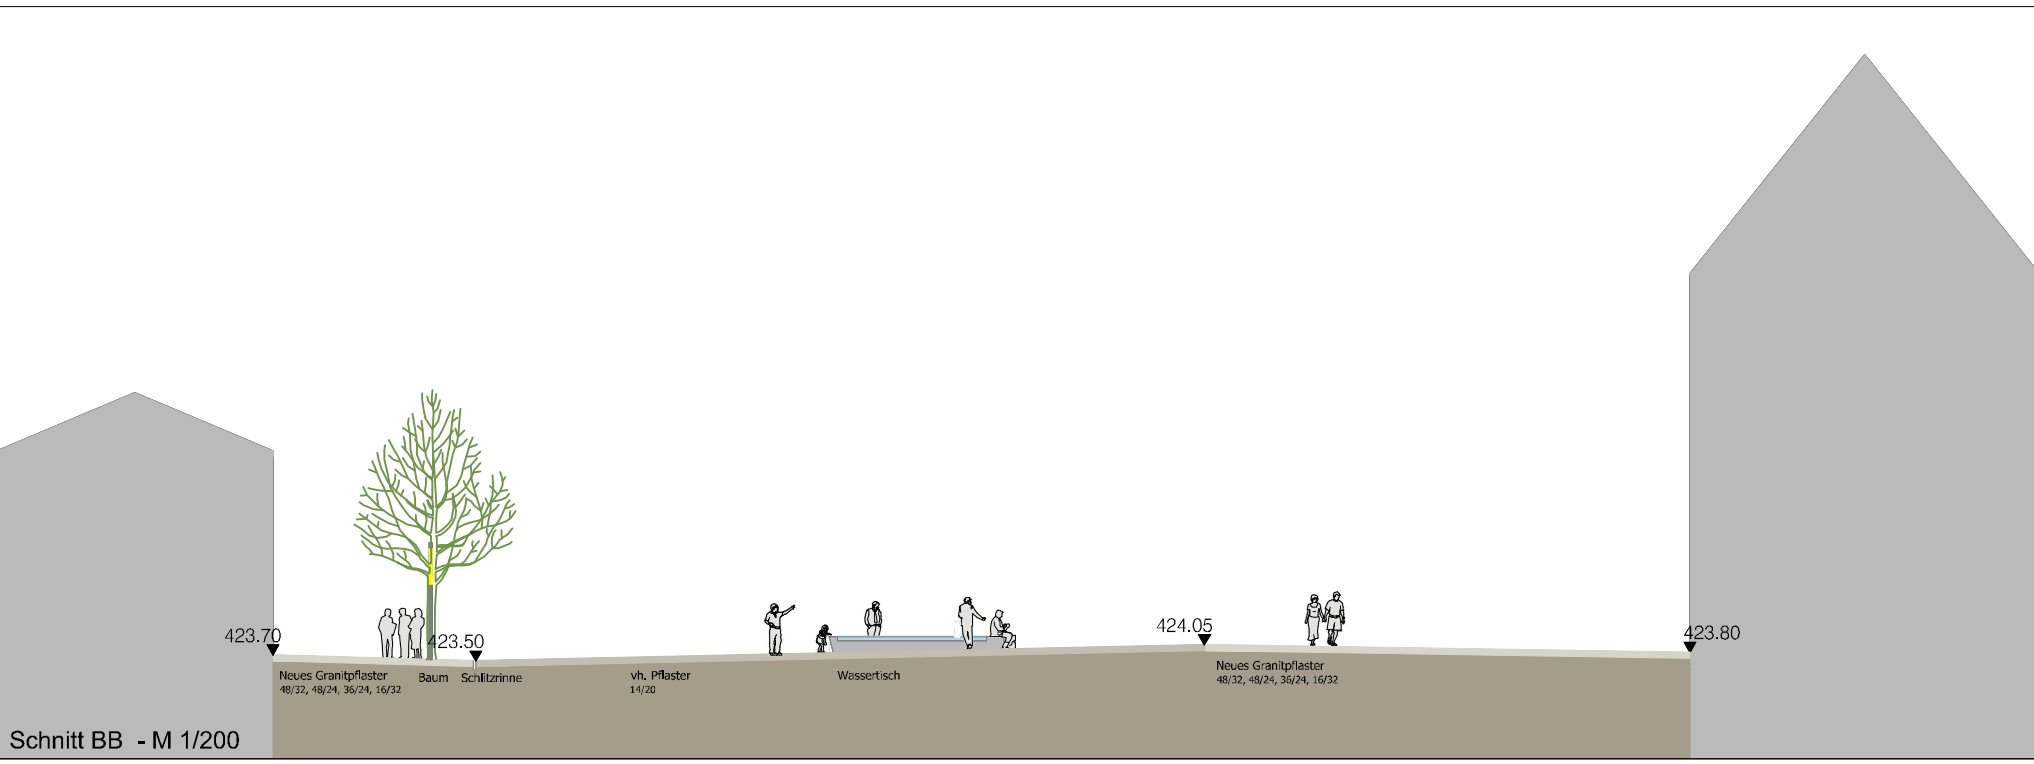 423.70
423.50
424.05
423.80
Neues Granitpflaster
48/32, 48/24, 36/24, 16/32
Baum
Schlitzrinne
vh. Pflaster
14/20
Wassertisch
Neues Granitpflaster
48/32, 48/24, 36/24, 16/32
Schnitt BB - M 1/200